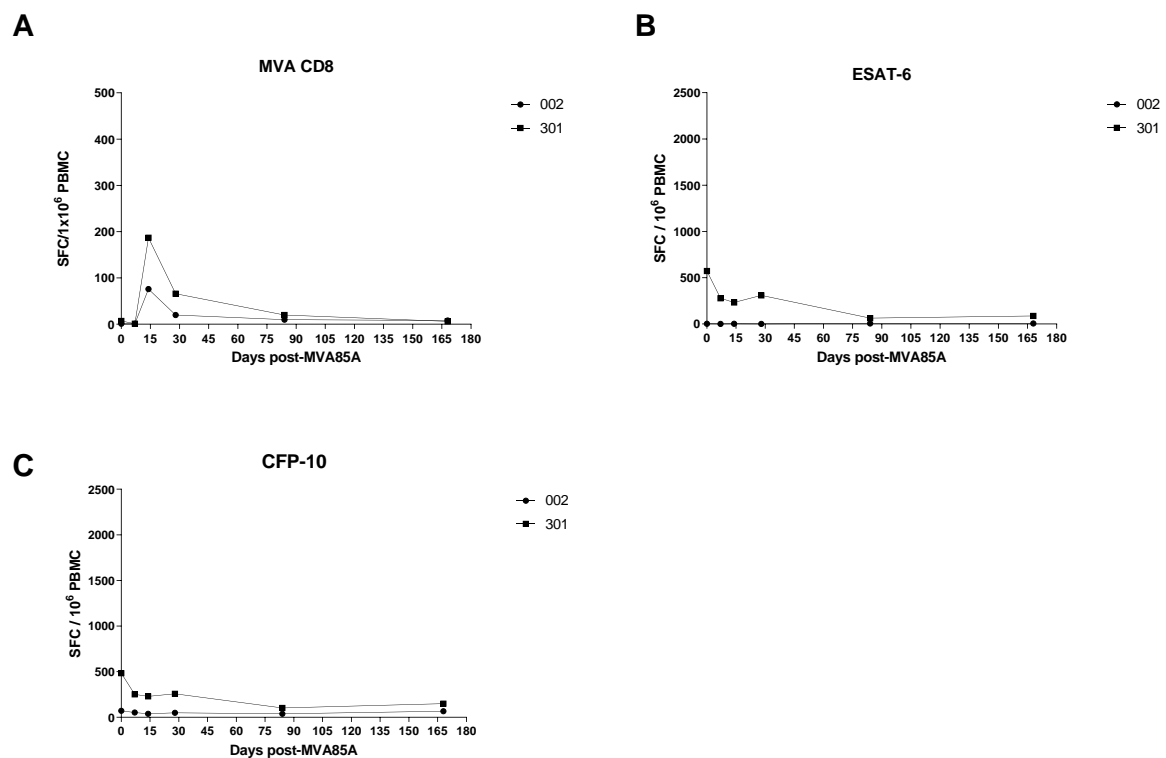 A
MVA CD8
SFC/1x10⁶ PBMC
500
400
300
200
100
0
0 15 30 45 60 75 90 105 120 135 150 165 180
Days post-MVA85A
002
301
B
ESAT-6
SFC / 10⁶ PBMC
2500
2000
1500
1000
500
0
0 15 30 45 60 75 90 105 120 135 150 165 180
Days post-MVA85A
002
301
C
CFP-10
SFC / 10⁶ PBMC
2500
2000
1500
1000
500
0
0 15 30 45 60 75 90 105 120 135 150 165 180
Days post-MVA85A
002
301